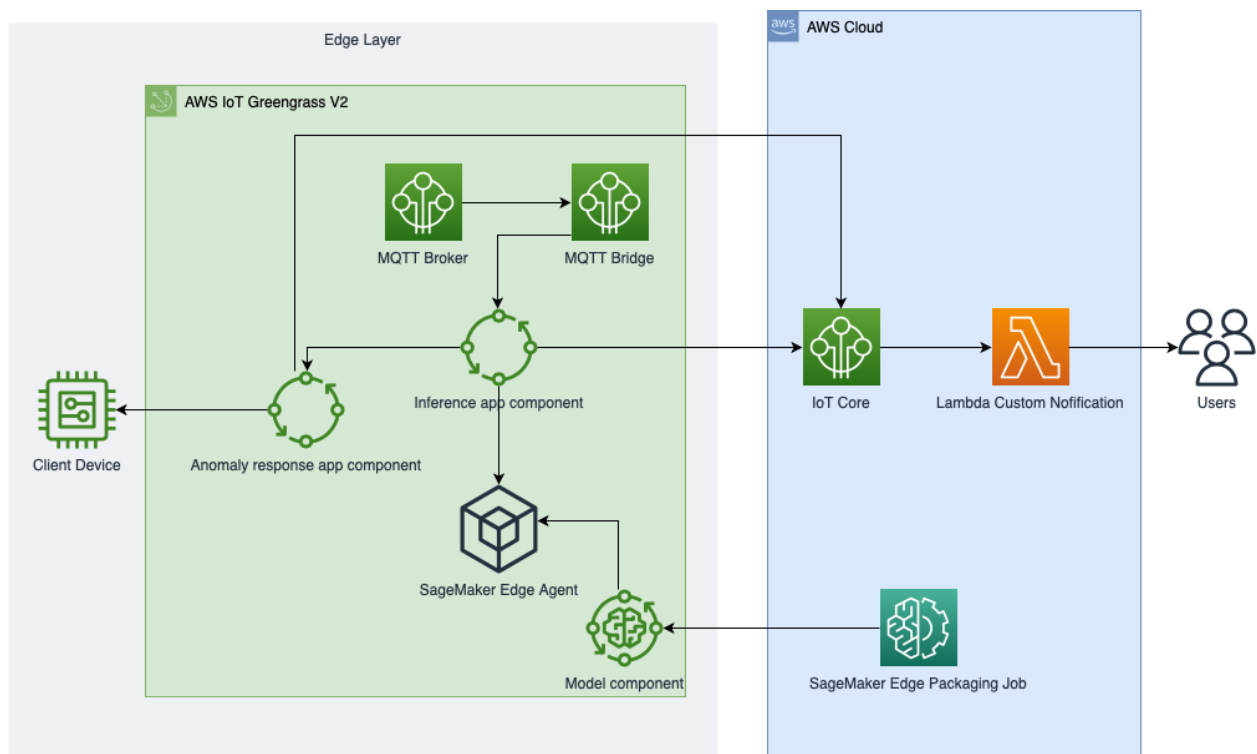 Edge Layer
aws
AWS Cloud
AWS IoT Greengrass V2
MQTT Broker
MQTT Bridge
Inference app component
IoT Core
Lambda Custom Nofification
Users
Client Device
Anomaly response app component
SageMaker Edge Agent
Model component
SageMaker Edge Packaging Job